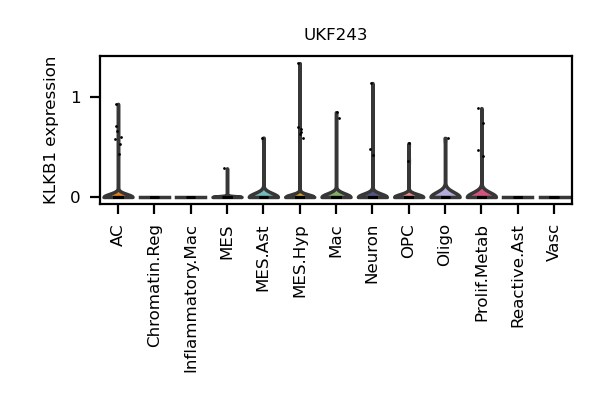 UKF243
KLKB1 expression
1
0
AC
Chromatin.Reg
Inflammatory.Mac
MES
MES.Ast
MES.Hyp
Mac
Neuron
OPC
Oligo
Prolif.Metab
Reactive.Ast
Vasc